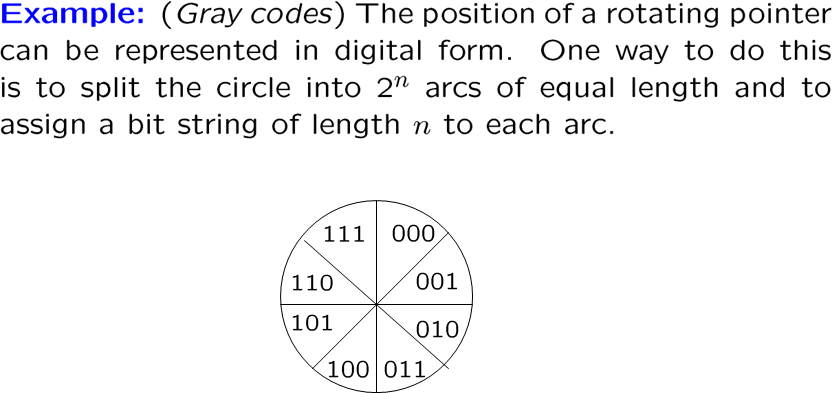 Example: (Gray codes) The position of a rotating pointer
can be represented in digital form. One way to do this
is to split the circle into 2ⁿ arcs of equal length and to
assign a bit string of length n to each arc.
111 000
110 001
101 010
100 011